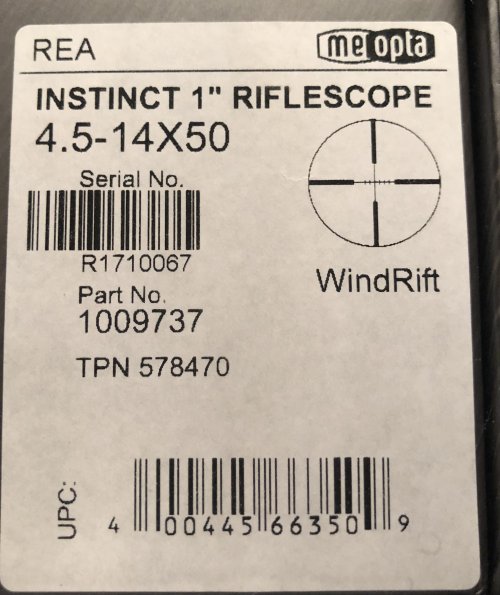 REA
meopta
INSTINCT 1" RIFLESCOPE
4.5-14X50
Serial No.
R1710067
WindRift
Part No.
1009737
TPN 578470
UPC:
4 00445 66350 9